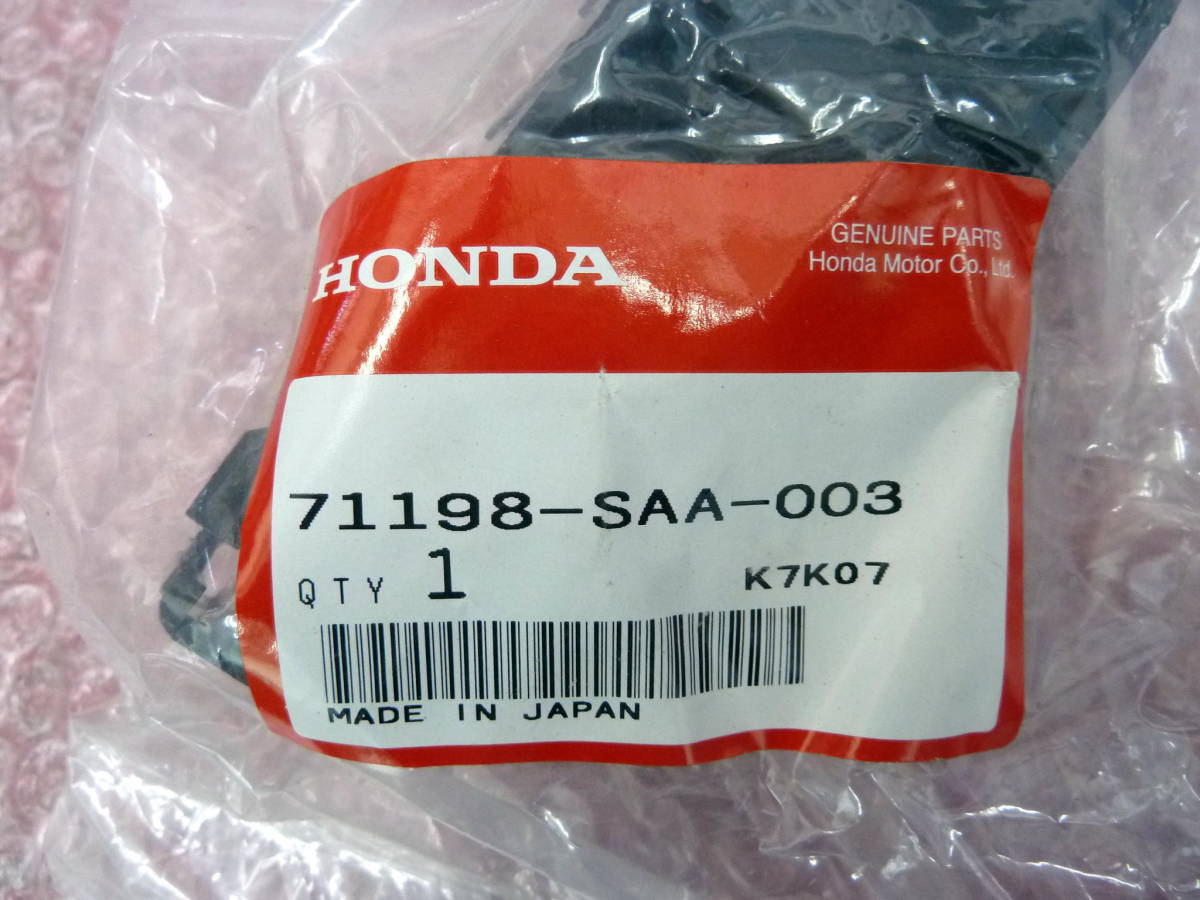 HONDA
GENUINE PARTS
Honda Motor Co., Ltd.
71198-SAA-003
QTY 1
K7K07
MADE IN JAPAN